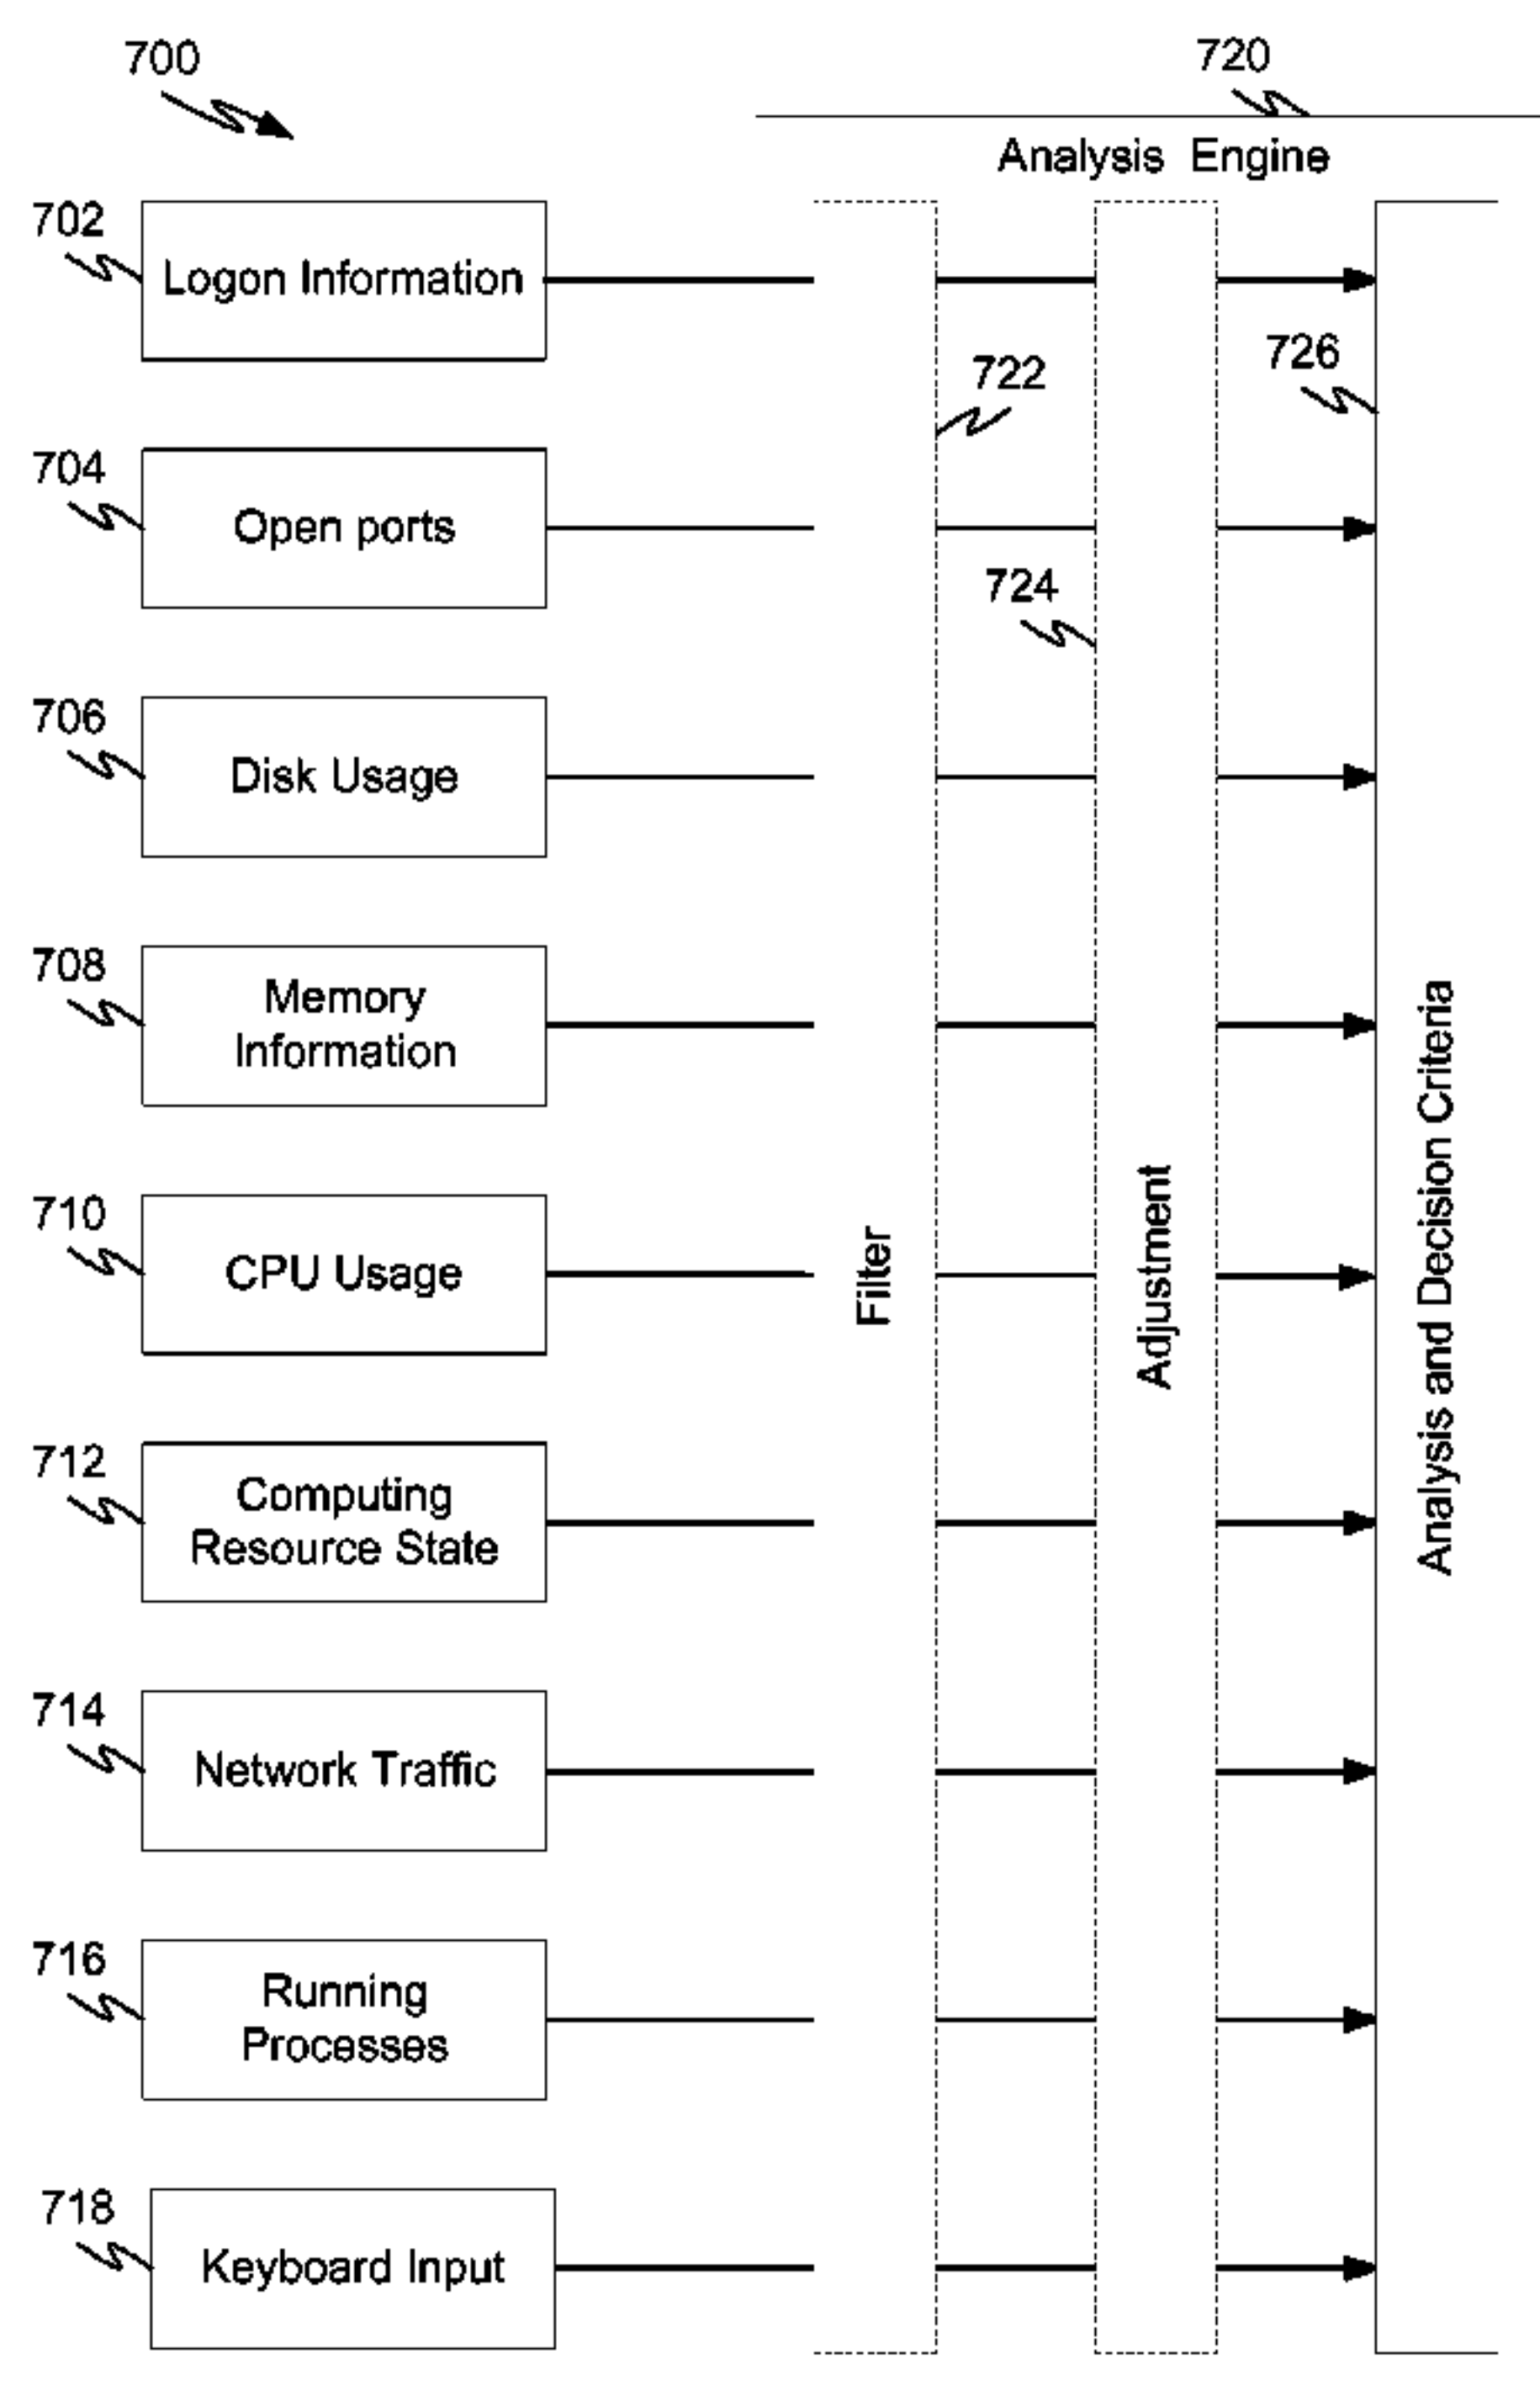 700
720
Analysis Engine
702
Logon Information
722
726
704
Open ports
724
706
Disk Usage
708
Memory
Information
710
CPU Usage
Filter
Adjustment
Analysis and Decision Criteria
712
Computing
Resource State
714
Network Traffic
716
Running
Processes
718
Keyboard Input